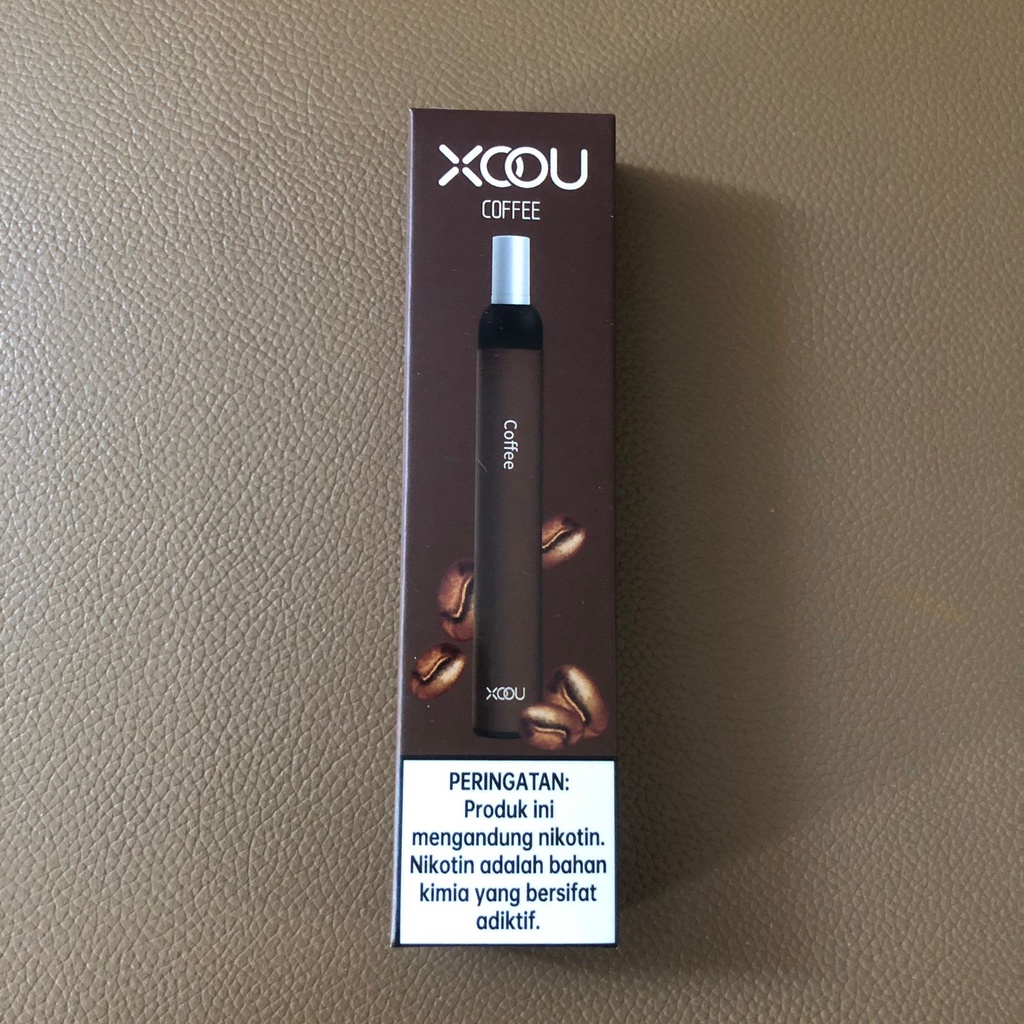 XOOU
COFFEE
Coffee
XOOU
PERINGATAN:
Produk ini
mengandung nikotin.
Nikotin adalah bahan
kimia yang bersifat
adiktif.